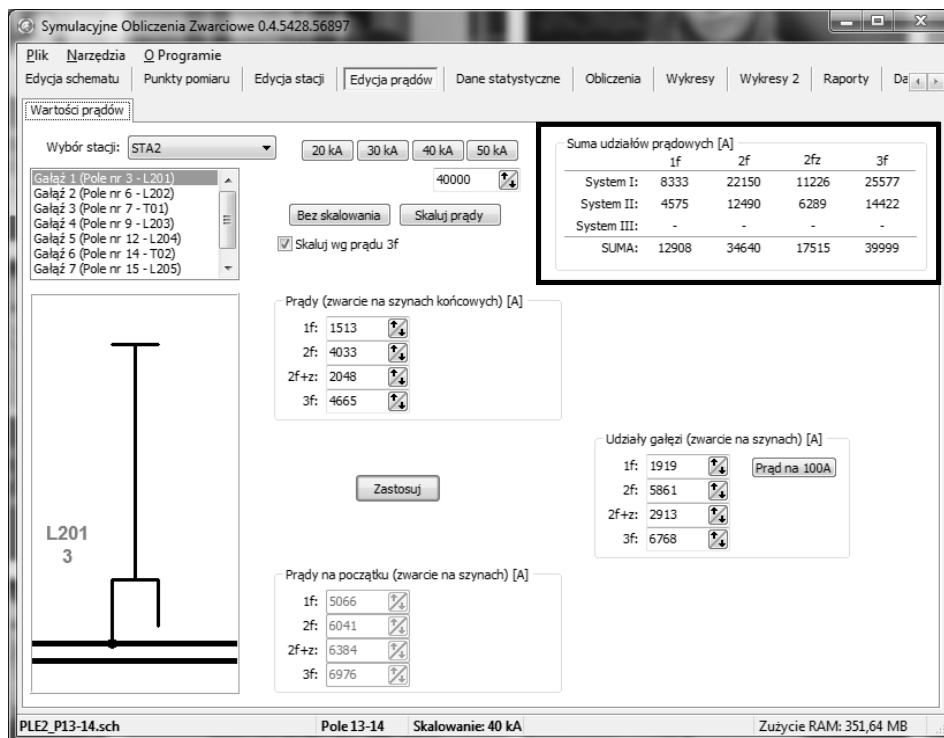 Symulacyjne Obliczenia Zwarciowe 0.4.5428.56897
Plik Narzędzia O Programie
Edycja schematu Punkty pomiaru Edycja stacji Edycja prądów Dane statystyczne Obliczenia Wykresy Wykresy 2 Raporty Da
Wartości prądów
Wybór stacji: STA2
20 kA 30 kA 40 kA 50 kA
40000
Bez skalowania Skaluj prądy
Skaluj wg prądu 3f
Gałąź 1 (Pole nr 3 - L201)
Gałąź 2 (Pole nr 6 - L202)
Gałąź 3 (Pole nr 7 - T01)
Gałąź 4 (Pole nr 9 - L203)
Gałąź 5 (Pole nr 12 - L204)
Gałąź 6 (Pole nr 14 - T02)
Gałąź 7 (Pole nr 15 - L205)
Suma udziałów prądowych [A]
1f 2f 2fz 3f
System I: 8333 22150 11226 25577
System II: 4575 12490 6289 14422
System III: - - - -
SUMA: 12908 34640 17515 39999
Prądy (zwarcie na szynach końcowych) [A]
1f: 1513
2f: 4033
2f+z: 2048
3f: 4665
Udziały gałęzi (zwarcie na szynach) [A]
1f: 1919 Prąd na 100A
2f: 5861
2f+z: 2913
3f: 6768
Zastosuj
L201
3
Prądy na początku (zwarcie na szynach) [A]
1f: 5066
2f: 6041
2f+z: 6384
3f: 6976
PLE2_P13-14.sch Pole 13-14 Skalowanie: 40 kA Zużycie RAM: 351,64 MB